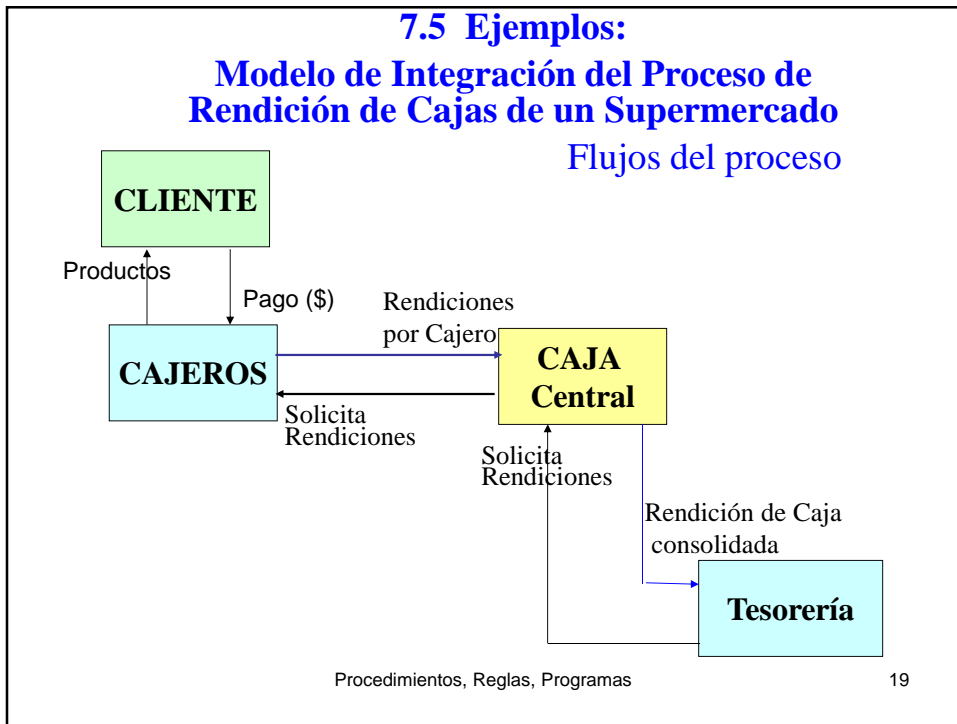 7.5 Ejemplos:
Modelo de Integración del Proceso de
Rendición de Cajas de un Supermercado
Flujos del proceso
CLIENTE
Productos
Pago ($)
Rendiciones
por Cajero
CAJEROS
CAJA
Central
Solicita
Rendiciones
Solicita
Rendiciones
Rendición de Caja
consolidada
Tesorería
Procedimientos, Reglas, Programas
19